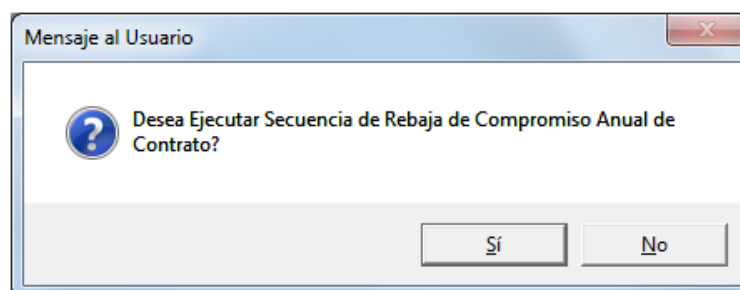 Mensaje al Usuario
Desea Ejecutar Secuencia de Rebaja de Compromiso Anual de
Contrato?
Sí
No